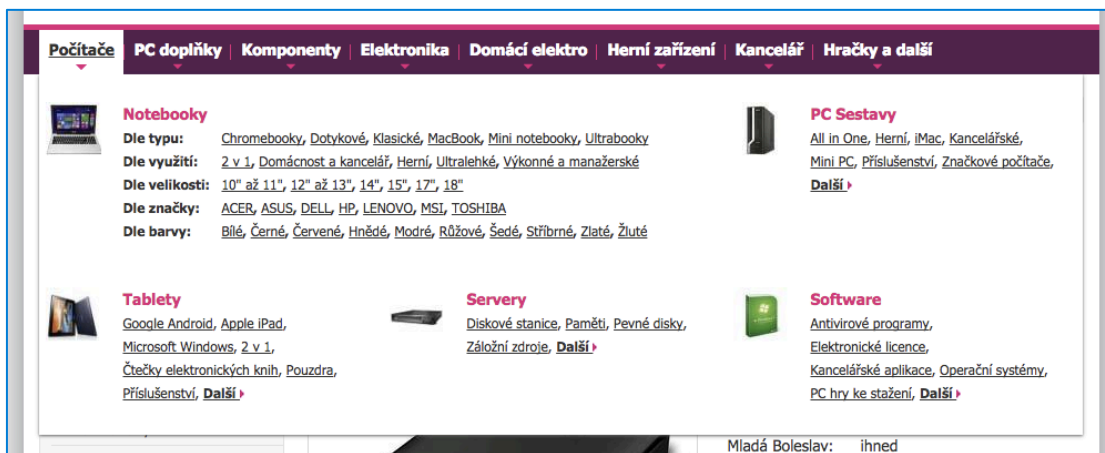 Počítače PC doplňky Komponenty Elektronika Domácí elektro Herní zařízení Kancelář Hračky a další
Notebooky
Dle typu: Chromebooky, Dotykové, Klasické, MacBook, Mini notebooky, Ultrabooky
Dle využití: 2 v 1, Domácnost a kancelář, Herní, Ultralehké, Výkonné a manažerské
Dle velikosti: 10" až 11", 12" až 13", 14", 15", 17", 18"
Dle značky: ACER, ASUS, DELL, HP, LENOVO, MSI, TOSHIBA
Dle barvy: Bílé, Černé, Červené, Hnědé, Modré, Růžové, Šedé, Stříbrné, Zlaté, Žluté
PC Sestavy
All in One, Herní, iMac, Kancelářské,
Mini PC, Příslušenství, Značkové počítače,
Další
Tablety
Google Android, Apple iPad,
Microsoft Windows, 2 v 1,
Čtečky elektronických knih, Pouzdra,
Příslušenství, Další
Servery
Diskové stanice, Paměti, Pevné disky,
Záložní zdroje, Další
Software
Antivirové programy,
Elektronické licence,
Kancelářské aplikace, Operační systémy,
PC hry ke stažení, Další
Mladá Boleslav: ihned